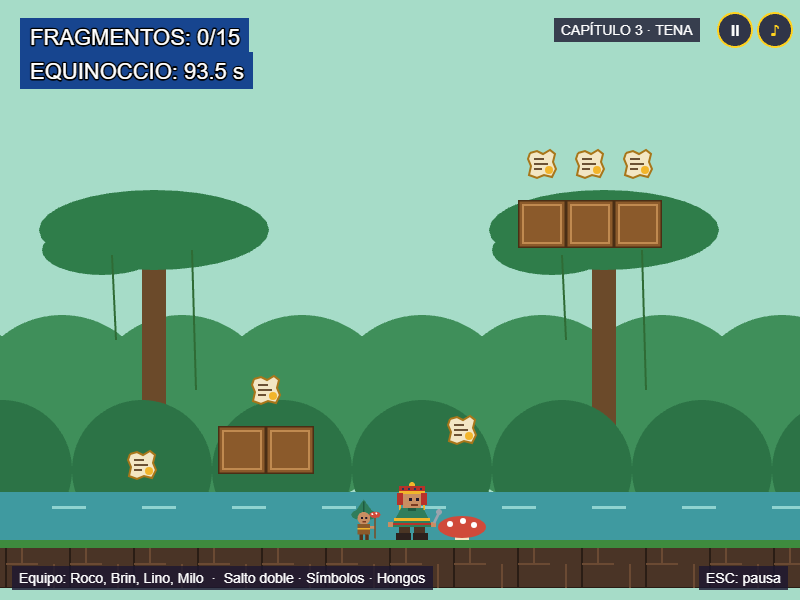 FRAGMENTOS: 0/15
EQUINOCCIO: 93.5 s
CAPÍTULO 3 · TENA
Equipo: Roco, Brin, Lino, Milo · Salto doble · Símbolos · Hongos
ESC: pausa